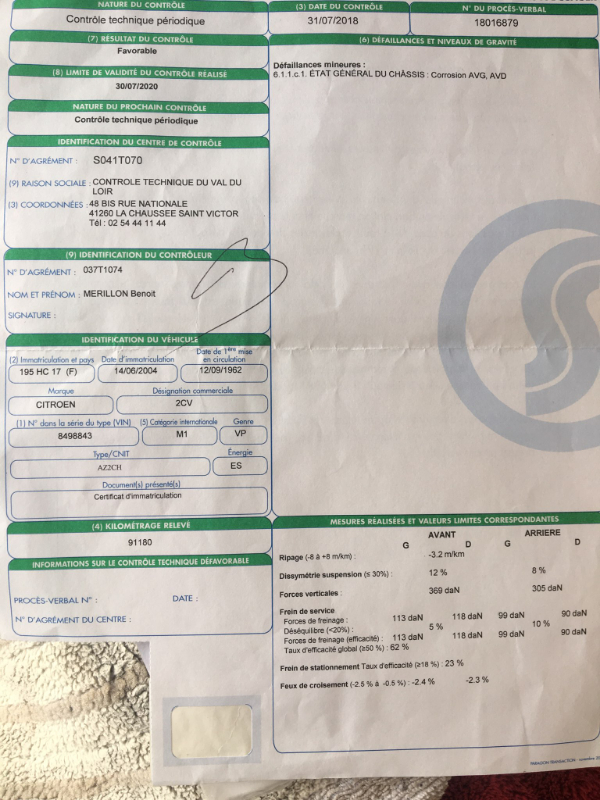 NATURE DU CONTRÔLE
Contrôle technique périodique
(3) DATE DU CONTRÔLE
31/07/2018
N° DU PROCÈS-VERBAL
18016879
(7) RÉSULTAT DU CONTRÔLE
Favorable
(8) LIMITE DE VALIDITÉ DU CONTRÔLE RÉALISÉ
30/07/2020
NATURE DU PROCHAIN CONTRÔLE
Contrôle technique périodique
IDENTIFICATION DU CENTRE DE CONTRÔLE
N° D'AGRÉMENT : S041T070
(9) RAISON SOCIALE : CONTROLE TECHNIQUE DU VAL DU
LOIR
(3) COORDONNÉES : 48 BIS RUE NATIONALE
41260 LA CHAUSSEE SAINT VICTOR
Tél : 02 54 44 11 44
(9) IDENTIFICATION DU CONTRÔLEUR
N° D'AGRÉMENT : 037T1074
NOM ET PRÉNOM : MERILLON Benoit
SIGNATURE :
IDENTIFICATION DU VÉHICULE
(2) Immatriculation et pays Date d'immatriculation Date de 1ère mise
en circulation
195 HC 17 (F) 14/06/2004 12/09/1962
Marque Désignation commerciale
CITROEN 2CV
(1) N° dans la série du type (VIN) (5) Catégorie internationale Genre
8498843 M1 VP
Type/CNIT Énergie
AZ2CH ES
Document(s) présenté(s)
Certificat d'immatriculation
(4) KILOMÉTRAGE RELEVÉ
91180
INFORMATIONS SUR LE CONTRÔLE TECHNIQUE DÉFAVORABLE
PROCÈS-VERBAL N° : DATE :
N° D'AGRÉMENT DU CENTRE :
(6) DÉFAILLANCES ET NIVEAUX DE GRAVITÉ
Défaillances mineures :
6.1.1.c.1. ÉTAT GÉNÉRAL DU CHÂSSIS : Corrosion AVG, AVD
MESURES RÉALISÉES ET VALEURS LIMITES CORRESPONDANTES
AVANT ARRIERE
G D G D
Ripage (-8 à +8 m/km) : -3.2 m/km
Dissymétrie suspension (≤ 30%) : 12 % 8 %
Forces verticales : 369 daN 305 daN
Frein de service
Forces de freinage : 113 daN 118 daN 99 daN 90 daN
Déséquilibre (<20%) : 5 % 10 %
Forces de freinage (efficacité) : 113 daN 118 daN 99 daN 90 daN
Taux d'efficacité global (≥50 %) : 62 %
Frein de stationnement Taux d'efficacité (≥18 %) : 23 %
Feux de croisement (-2.5 % à -0.5 %) : -2.4 % -2.3 %